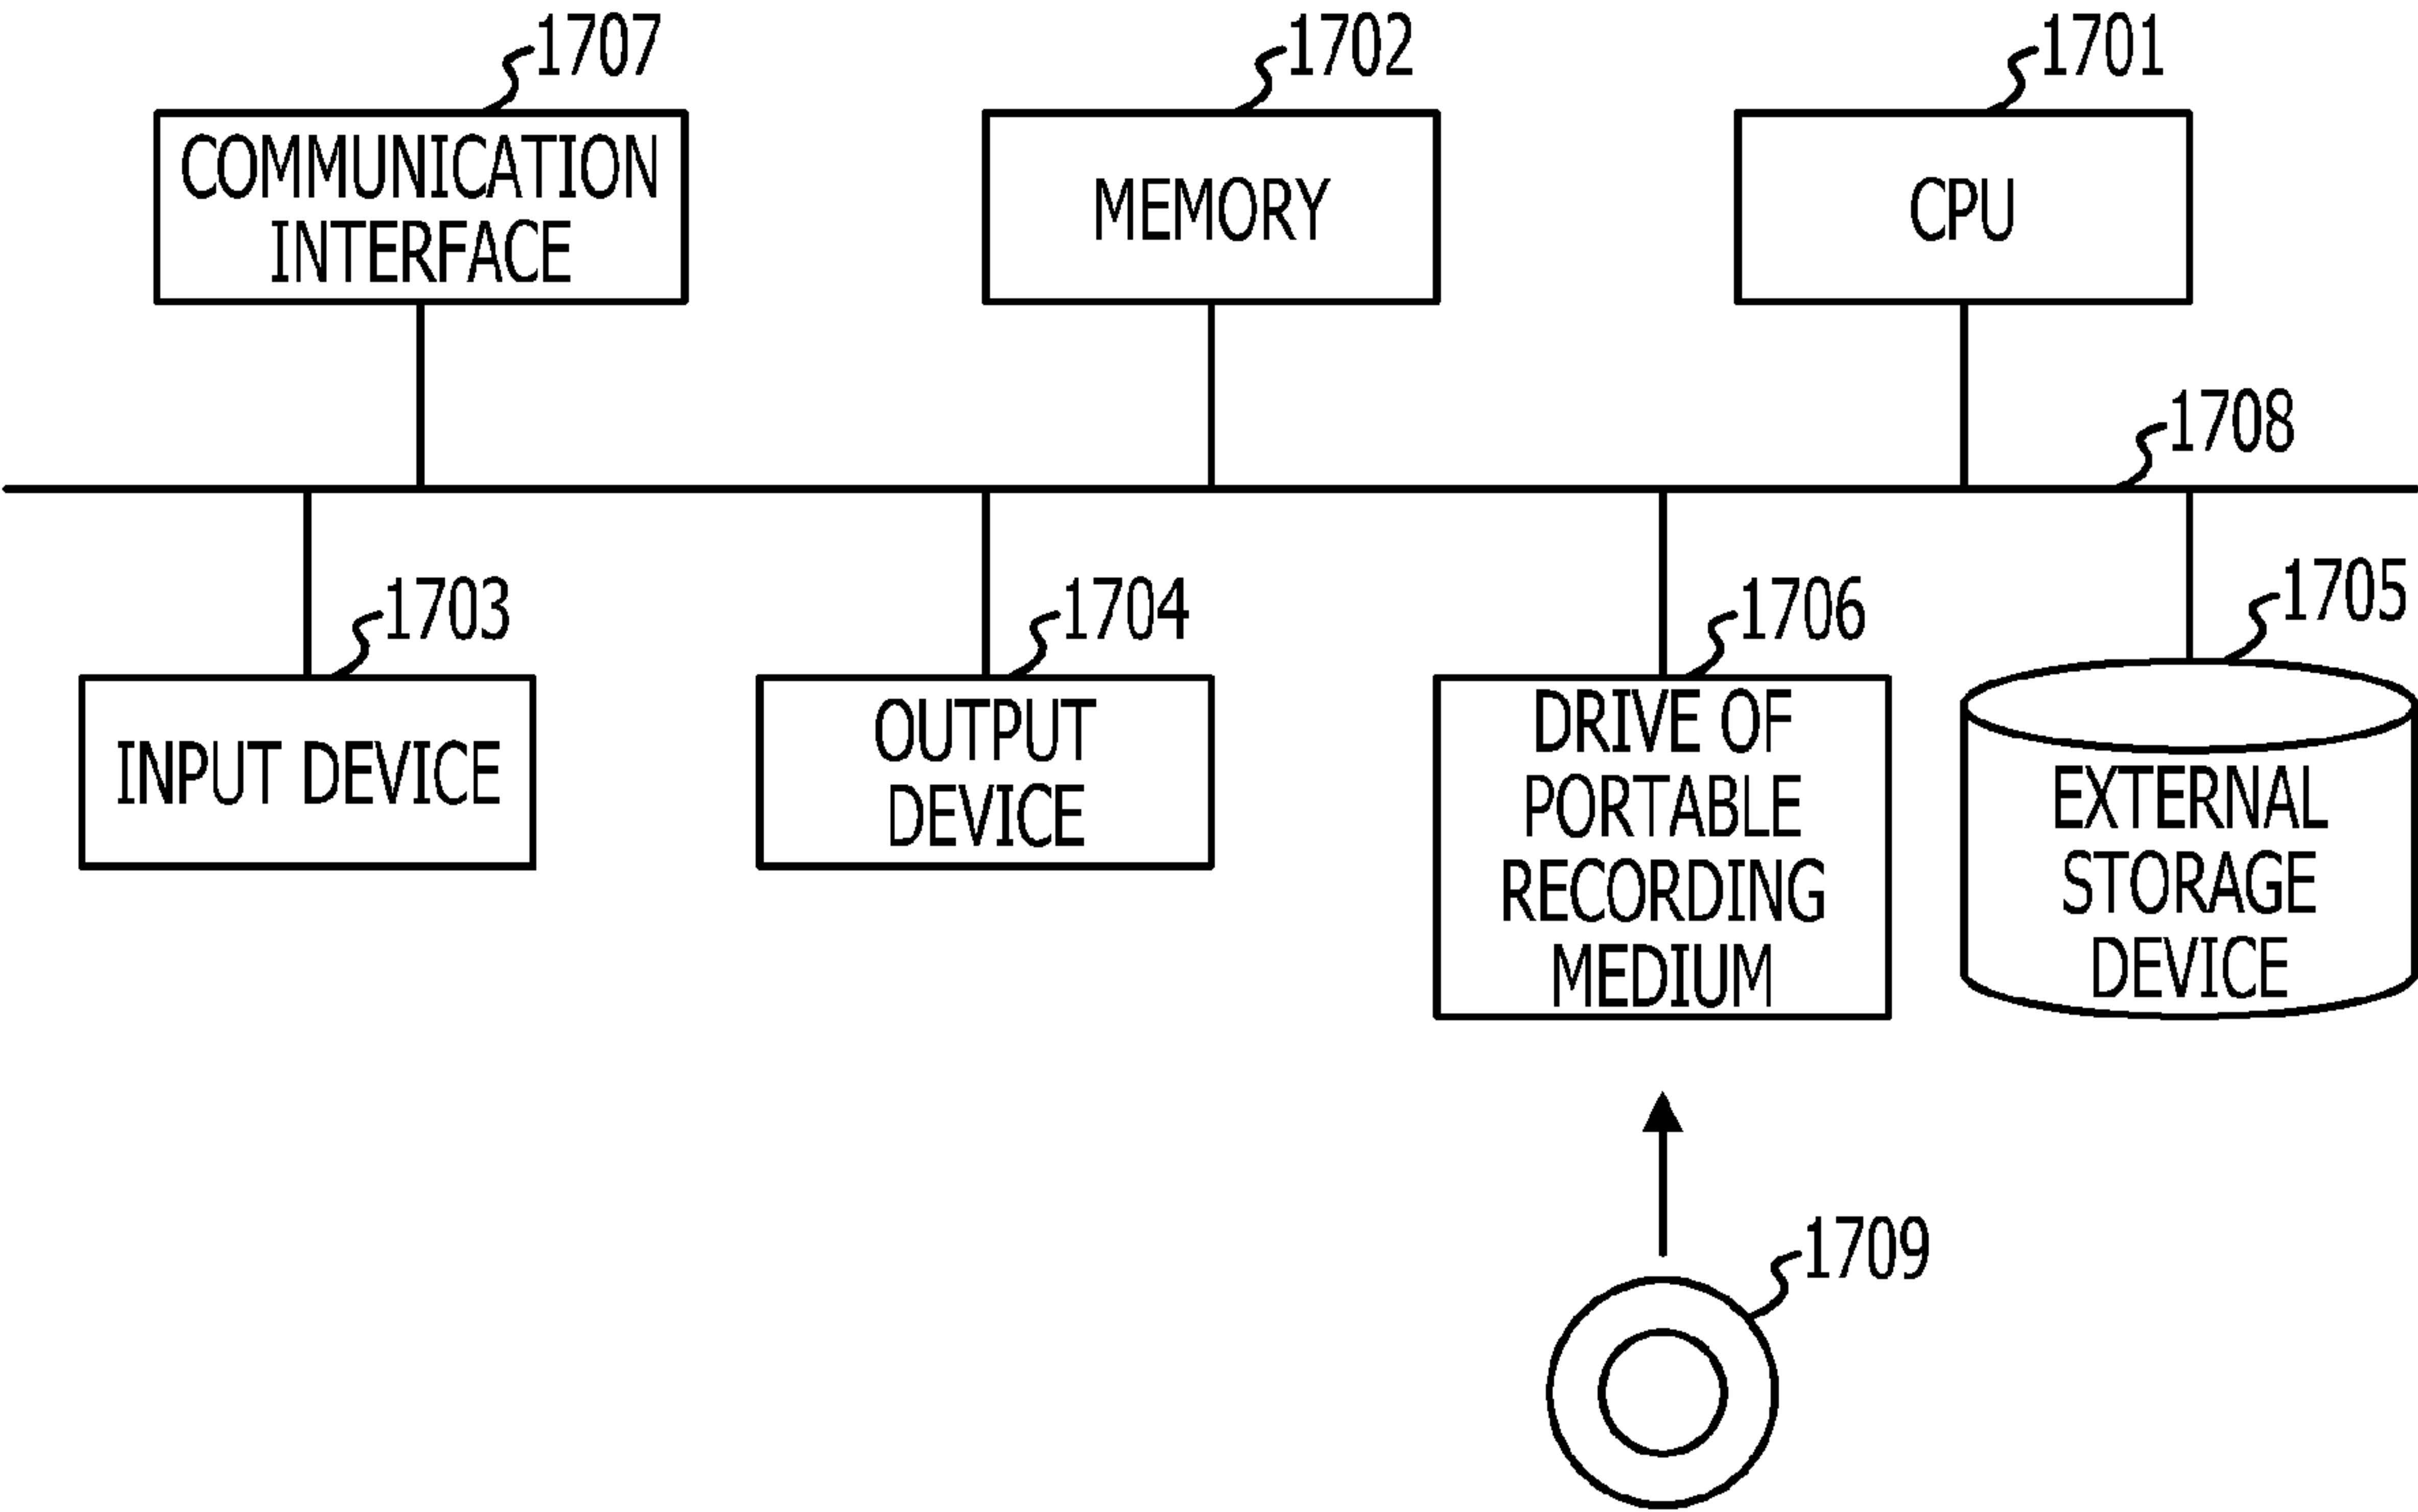 1707
1702
1701
COMMUNICATION
INTERFACE
MEMORY
CPU
1708
1703
1704
1706
1705
INPUT DEVICE
OUTPUT
DEVICE
DRIVE OF
PORTABLE
RECORDING
MEDIUM
EXTERNAL
STORAGE
DEVICE
1709